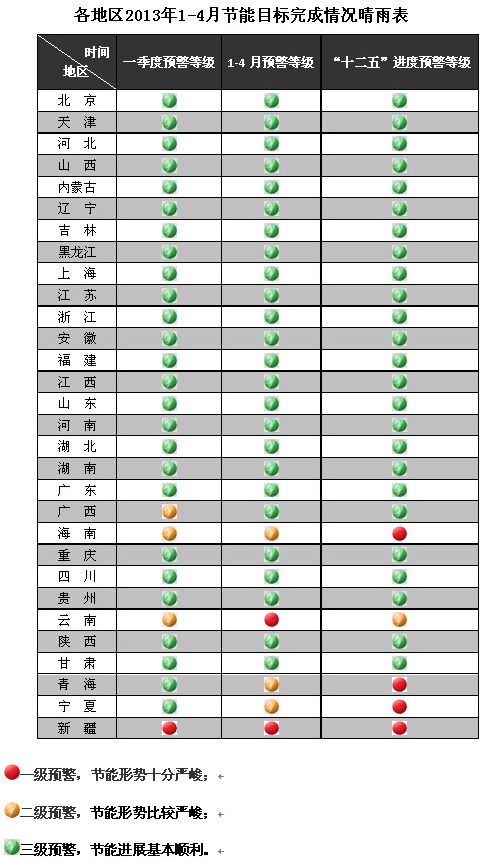 各地区2013年1-4月节能目标完成情况晴雨表
时间
地区 一季度预警等级 1-4 月预警等级 “十二五”进度预警等级
北 京
天 津
河 北
山 西
内蒙古
辽 宁
吉 林
黑龙江
上 海
江 苏
浙 江
安 徽
福 建
江 西
山 东
河 南
湖 北
湖 南
广 东
广 西
海 南
重 庆
四 川
贵 州
云 南
陕 西
甘 肃
青 海
宁 夏
新 疆
一级预警，节能形势十分严峻；
二级预警，节能形势比较严峻；
三级预警，节能进展基本顺利。